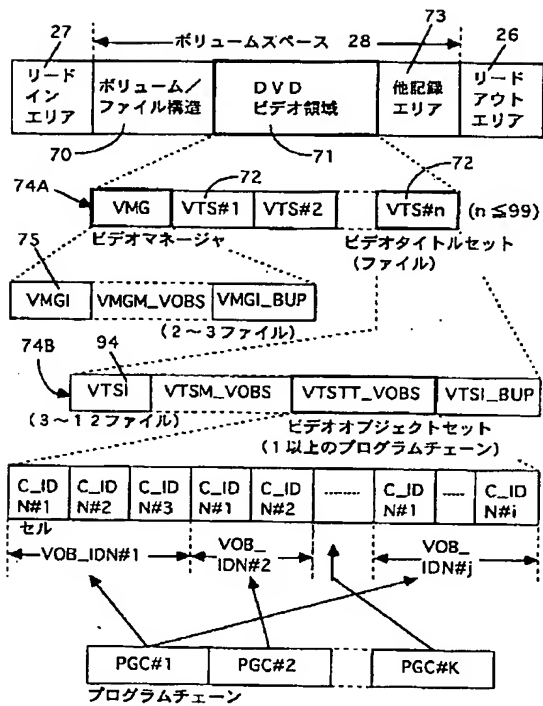 27
ボリュームスペース 28
73
26
リード
イン
エリア
ボリューム/
ファイル構造
DVD
ビデオ領域
他記録
エリア
リード
アウト
エリア
70
71
74A
72
72
VMG
VTS#1
VTS#2
VTS#n
(n≦99)
ビデオマネージャ
ビデオタイトルセット
(ファイル)
75
VMGI
VMGM_VOBS
VMGI_BUP
(2〜3ファイル)
74B
94
VTSI
VTSM_VOBS
VTSTT_VOBS
VTSI_BUP
(3〜12ファイル)
ビデオオブジェクトセット
(1以上のプログラムチェーン)
C_ID
N#1
C_ID
N#2
C_ID
N#3
C_ID
N#1
C_ID
N#2
........
C_ID
N#1
.....
C_ID
N#i
セル
VOB_IDN#1
VOB_
IDN#2
VOB_
IDN#j
PGC#1
PGC#2
PGC#K
プログラムチェーン